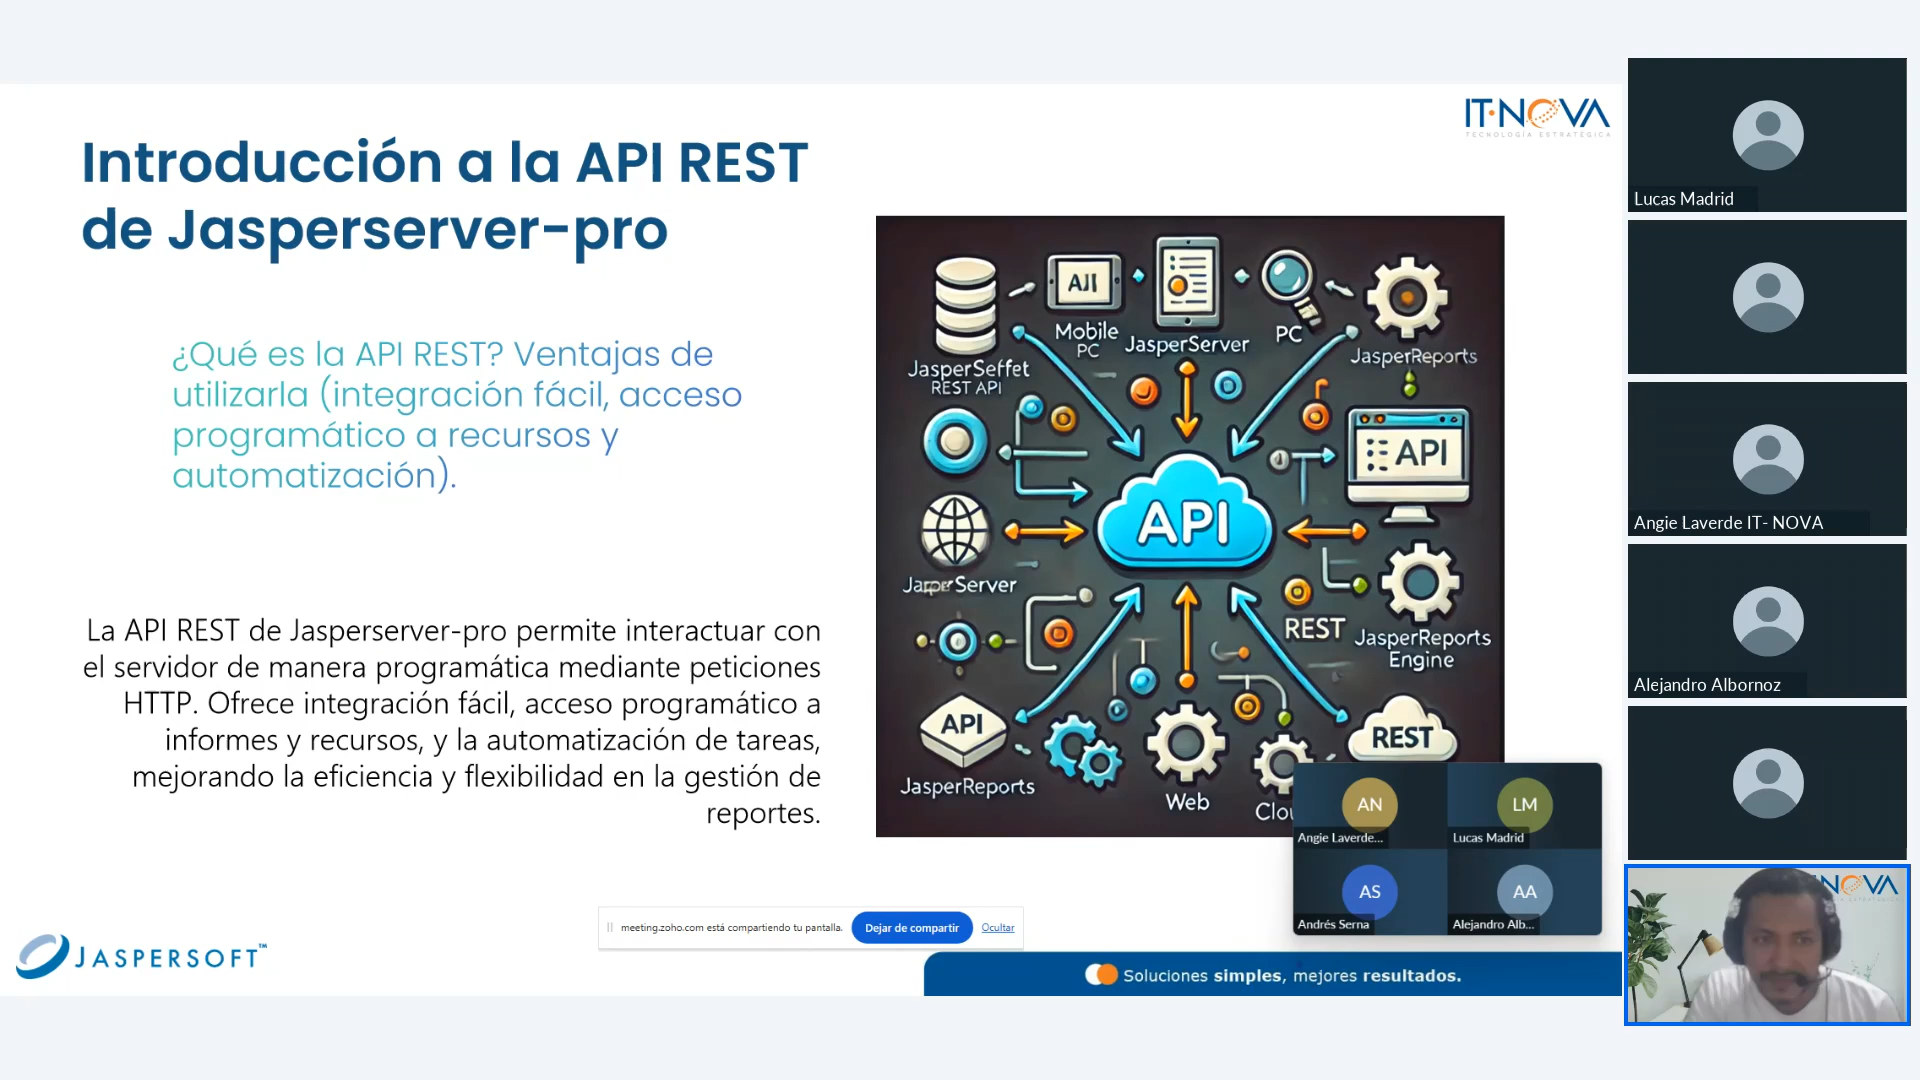 IT·NOVA
TECNOLOGÍA ESTRATÉGICA
Introducción a la API REST
de Jasperserver-pro
¿Qué es la API REST? Ventajas de
utilizarla (integración fácil, acceso
programático a recursos y
automatización).
La API REST de Jasperserver-pro permite interactuar con
el servidor de manera programática mediante peticiones
HTTP. Ofrece integración fácil, acceso programático a
informes y recursos, y la automatización de tareas,
mejorando la eficiencia y flexibilidad en la gestión de
reportes.
AJI
Mobile
PC
JasperServer
PC
JasperReports
JasperSeffet
REST API
API
API
JarperServer
REST
JasperReports
Engine
API
JasperReports
Web
Clou
REST
AN
Angie Laverde...
LM
Lucas Madrid
AS
Andrés Serna
AA
Alejandro Alb...
meeting.zoho.com está compartiendo tu pantalla.
Dejar de compartir
Ocultar
JASPERSOFT™
Soluciones simples, mejores resultados.
Lucas Madrid
Angie Laverde IT- NOVA
Alejandro Albornoz
NOVA